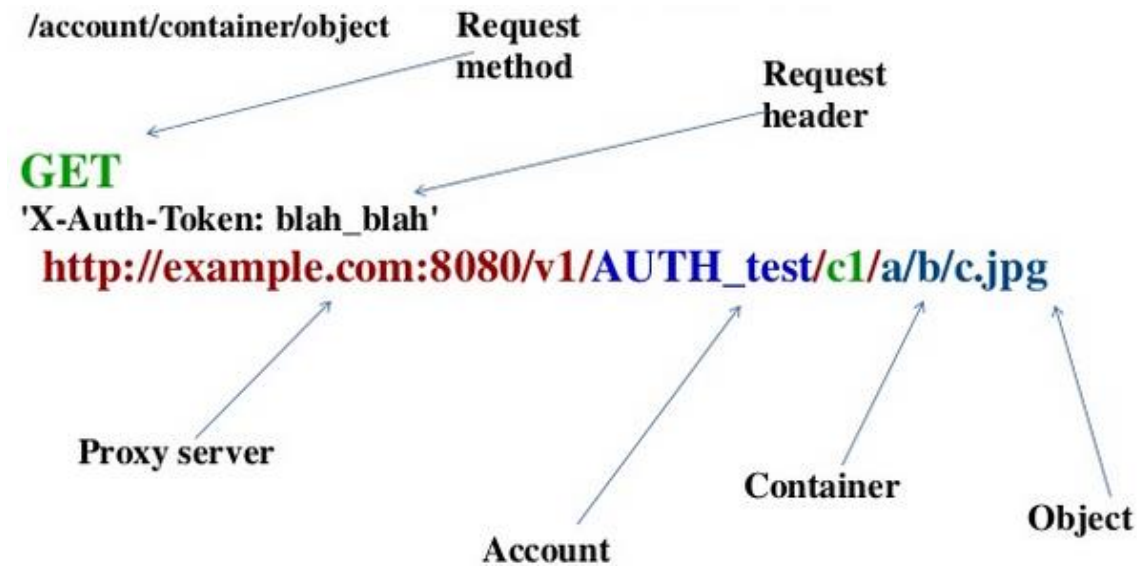 /account/container/object
Request
method
Request
header
GET
'X-Auth-Token: blah_blah'
http://example.com:8080/v1/AUTH_test/c1/a/b/c.jpg
Proxy server
Container
Object
Account